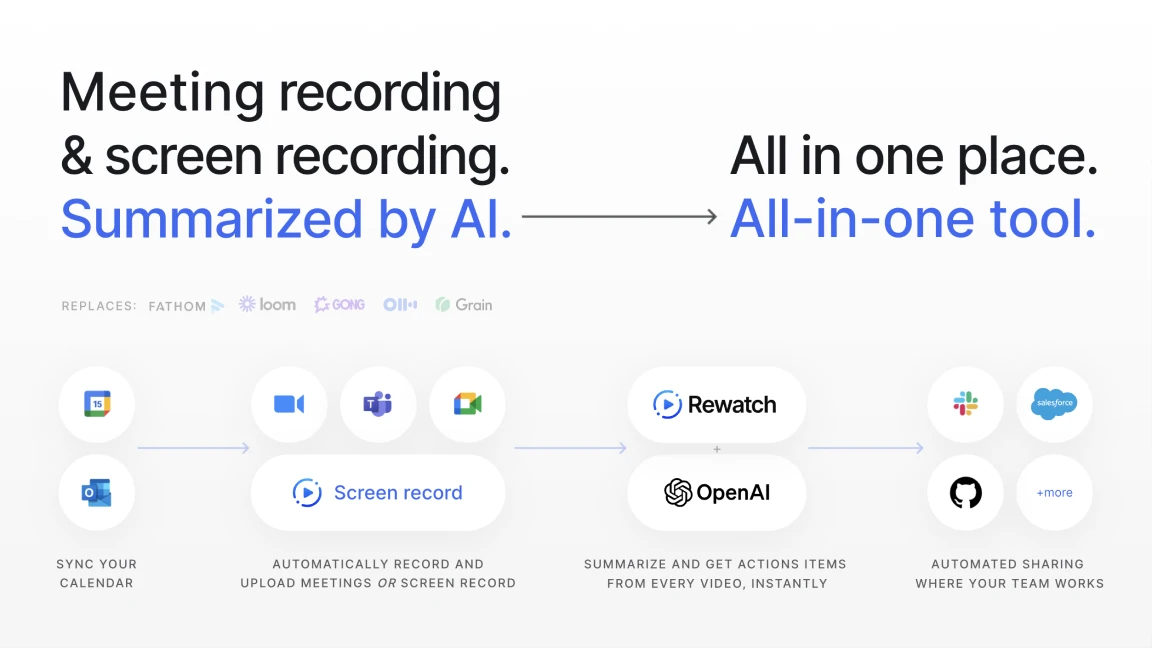 Meeting recording
& screen recording.
Summarized by AI.
All in one place.
All-in-one tool.
REPLACES: FATHOM loom GONG Grain
15
T
Rewatch
salesforce
+
O
Screen record
OpenAI
+more
SYNC YOUR
CALENDAR
AUTOMATICALLY RECORD AND
UPLOAD MEETINGS OR SCREEN RECORD
SUMMARIZE AND GET ACTIONS ITEMS
FROM EVERY VIDEO, INSTANTLY
AUTOMATED SHARING
WHERE YOUR TEAM WORKS